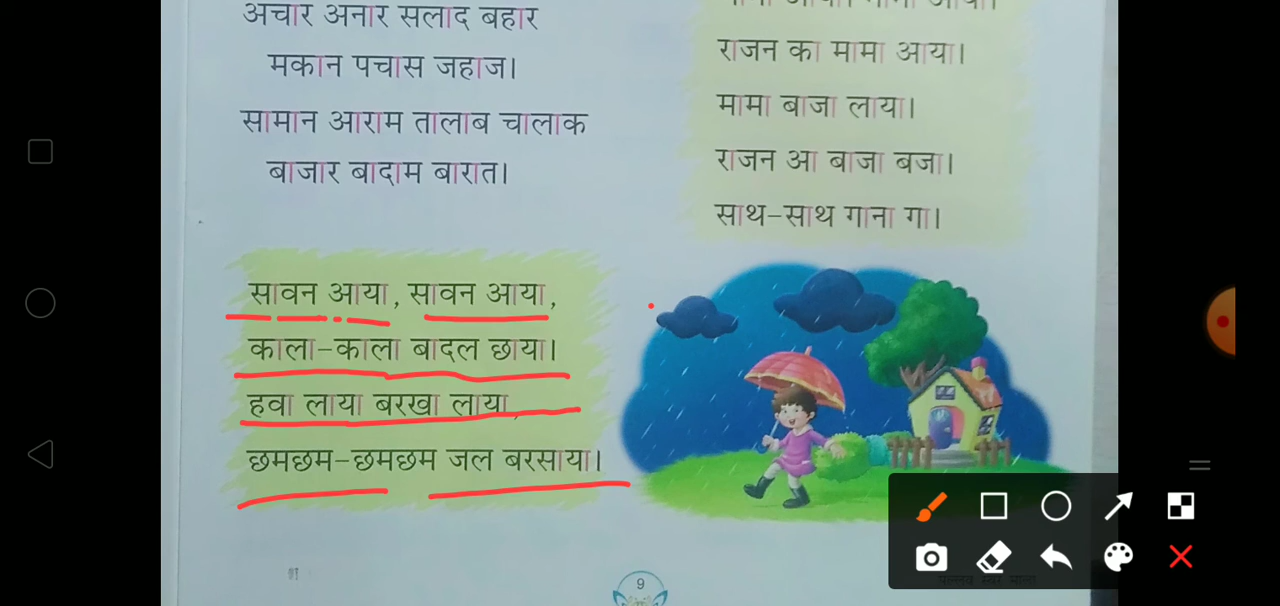 अचार अनार सलाद बहार
मकान पचास जहाज।
सामान आराम तालाब चालाक
बाजार बादाम बारात।
राजन का मामा आया।
मामा बाजा लाया।
राजन आ बाजा बजा।
साथ-साथ गाना गा।
सावन आया, सावन आया,
काला-काला बादल छाया।
हवा लाया बरखा लाया,
छमछम-छमछम जल बरसाया।
9